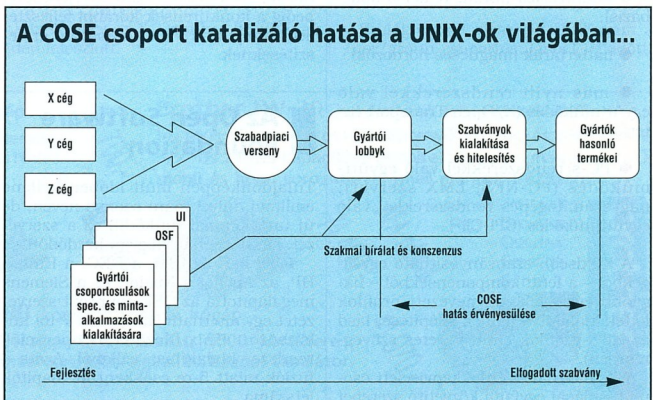 A COSE csoport katalizáló hatása a UNIX-ok világában...
X cég
Y cég
Z cég
Szabadpiaci
verseny
Gyártói
lobbyk
Szabványok
kialakítása
és hitelesítés
Gyártók
hasonló
termékei
UI
OSF
Gyártói
csoportosulások
spec. és minta-
alkalmazások
kialakítására
Szakmai bírálat és konszenzus
COSE
hatás érvényesülése
Fejlesztés
Elfogadott szabvány